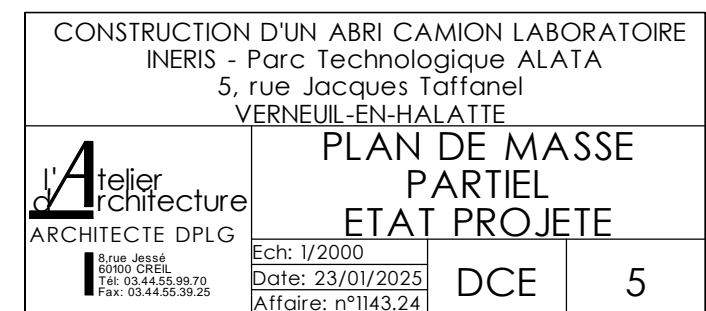 CONSTRUCTION D'UN ABRI CAMION LABORATOIRE
INERIS - Parc Technologique ALATA
5, rue Jacques Taffanel
VERNEUIL-EN-HALATTE
l'Atelier
d'Architecture
ARCHITECTE DPLG
8,rue Jessé
60100 CREIL
Tél: 03.44.55.99.70
Fax: 03.44.55.39.25
PLAN DE MASSE
PARTIEL
ETAT PROJETE
Ech: 1/2000
Date: 23/01/2025
Affaire: n°1143.24
DCE
5